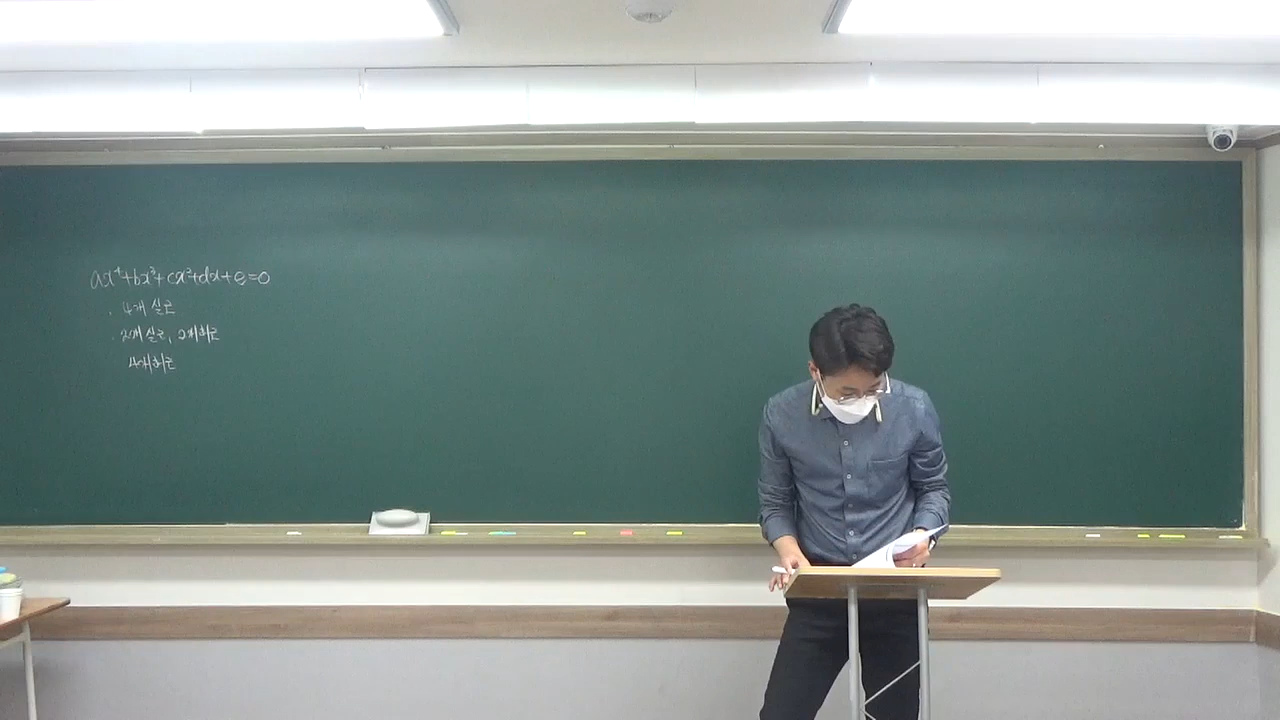 ax⁴+bx³+cx²+dx+e=0
· 4개 실근
· 2개 실근, 2개 허근
4개 허근